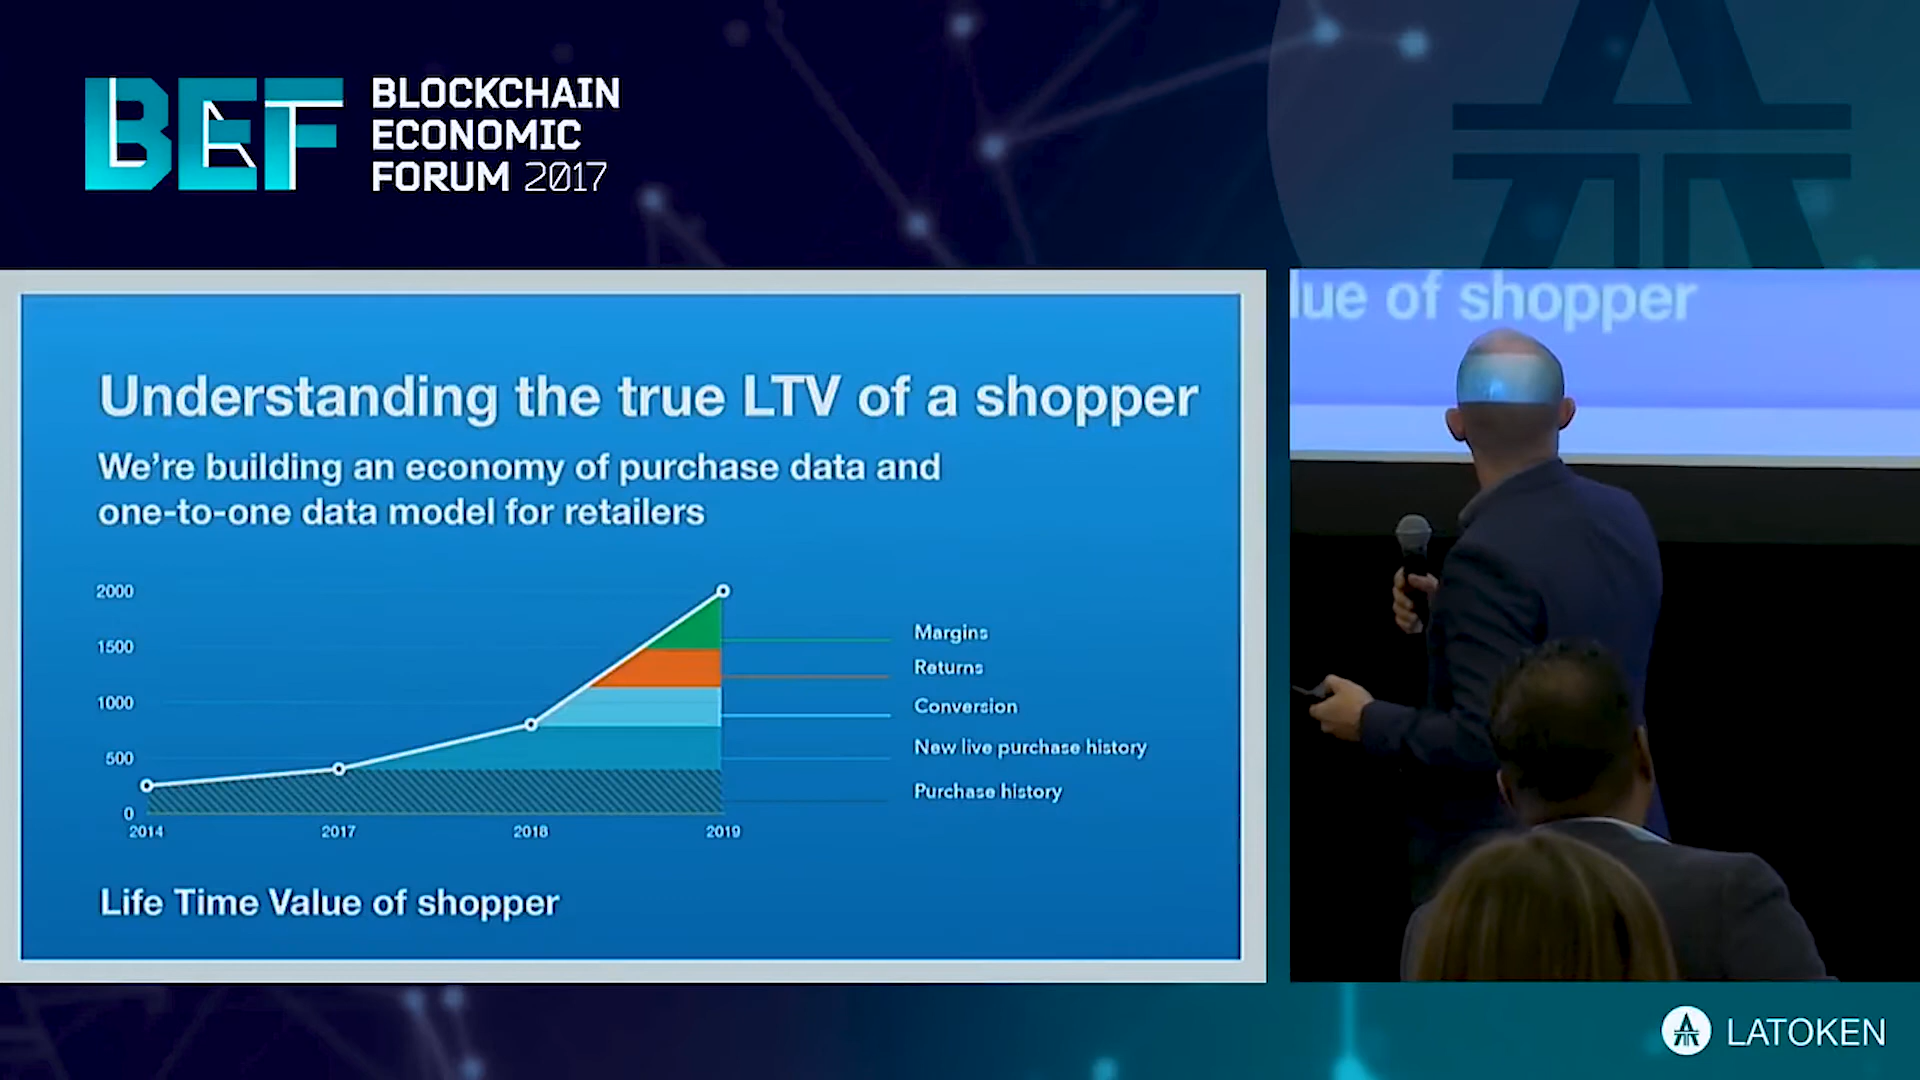 BEF
LAT
BLOCKCHAIN
ECONOMIC
FORUM 2017
Understanding the true LTV of a shopper
We're building an economy of purchase data and
one-to-one data model for retailers
2000
1500
1000
500
0
2014
2017
2018
2019
Margins
Returns
Conversion
New live purchase history
Purchase history
Life Time Value of shopper
lue of shopper
LATOKEN